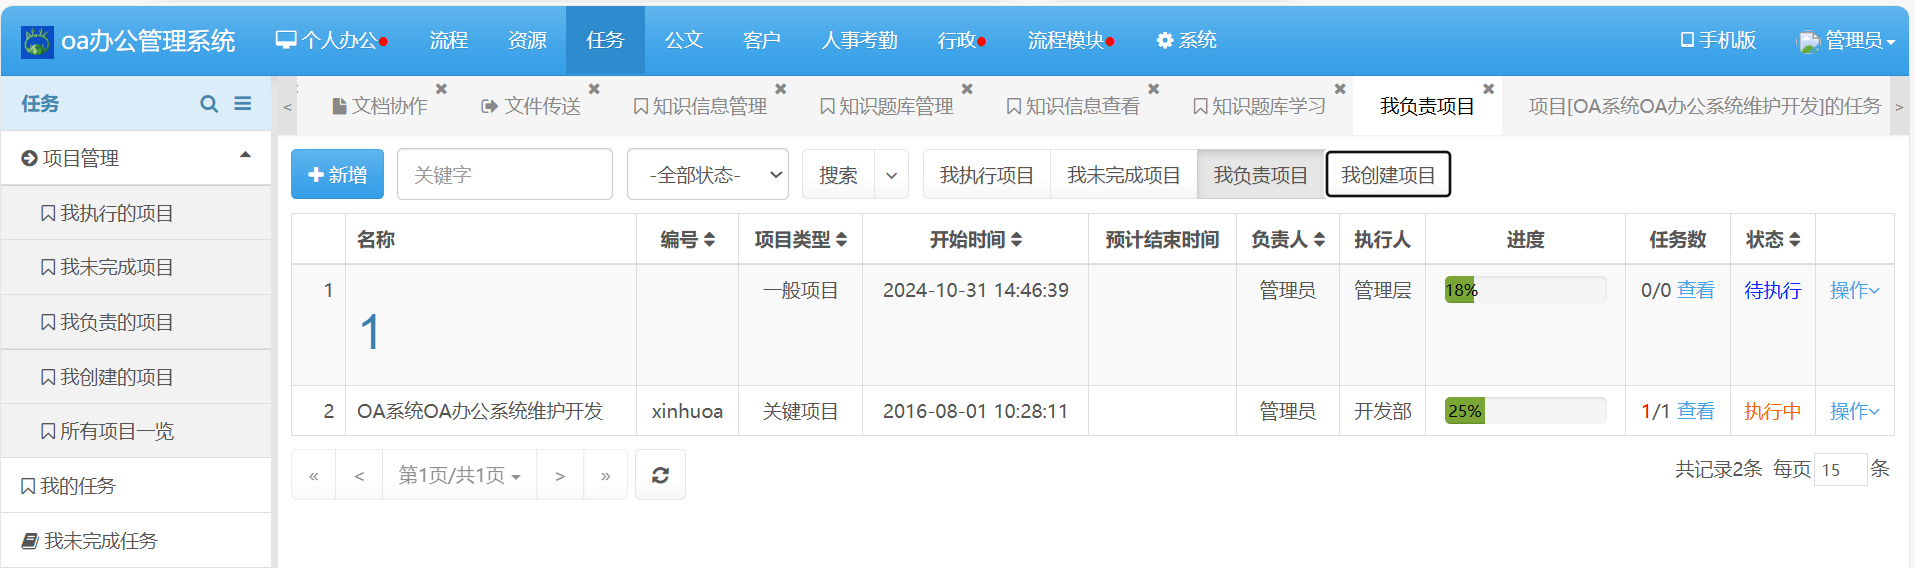 oa办公管理系统 个人办公 流程 资源 任务 公文 客户 人事考勤 行政 流程模块 系统 手机版 管理员
任务
< 文档协作 文件传送 知识信息管理 知识题库管理 知识信息查看 知识题库学习 我负责项目 项目[OA系统OA办公系统维护开发]的任务 >
项目管理
我执行的项目
我未完成项目
我负责的项目
我创建的项目
所有项目一览
我的任务
我未完成任务
新增 关键字 -全部状态- 搜索 我执行项目 我未完成项目 我负责项目 我创建项目
名称 编号 项目类型 开始时间 预计结束时间 负责人 执行人 进度 任务数 状态
1 1 一般项目 2024-10-31 14:46:39 管理员 管理层 18% 0/0 查看 待执行 操作
2 OA系统OA办公系统维护开发 xinhuoa 关键项目 2016-08-01 10:28:11 管理员 开发部 25% 1/1 查看 执行中 操作
« < 第1页/共1页 > » 共记录2条 每页 15 条